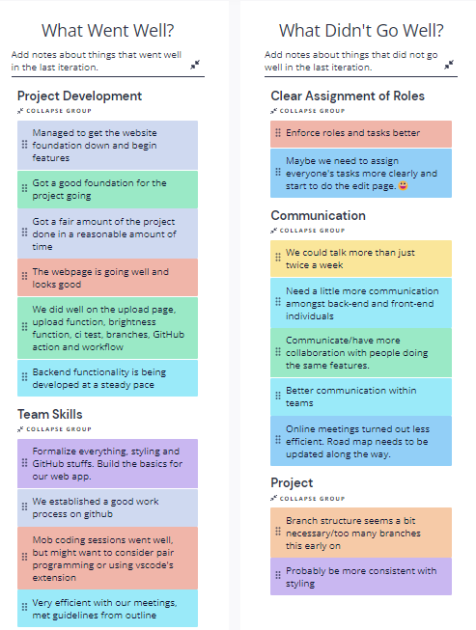 What Went Well?
Add notes about things that went well
in the last iteration.
Project Development
COLLAPSE GROUP
Managed to get the website
foundation down and begin
features
Got a good foundation for the
project going
Got a fair amount of the project
done in a reasonable amount of
time
The webpage is going well and
looks good
We did well on the upload page,
upload function, brightness
function, ci test, branches, GitHub
action and workflow
Backend functionality is being
developed at a steady pace
Team Skills
COLLAPSE GROUP
Formalize everything, styling and
GitHub stuffs. Build the basics for
our web app.
We established a good work
process on github
Mob coding sessions went well,
but might want to consider pair
programming or using vscode's
extension
Very efficient with our meetings,
met guidelines from outline
What Didn't Go Well?
Add notes about things that did not go
well in the last iteration.
Clear Assignment of Roles
COLLAPSE GROUP
Enforce roles and tasks better
Maybe we need to assign
everyone's tasks more clearly and
start to do the edit page.
Communication
COLLAPSE GROUP
We could talk more than just
twice a week
Need a little more communication
amongst back-end and front-end
individuals
Communicate/have more
collaboration with people doing
the same features.
Better communication within
teams
Online meetings turned out less
efficient. Road map needs to be
updated along the way.
Project
COLLAPSE GROUP
Branch structure seems a bit
necessary/too many branches
this early on
Probably be more consistent with
styling